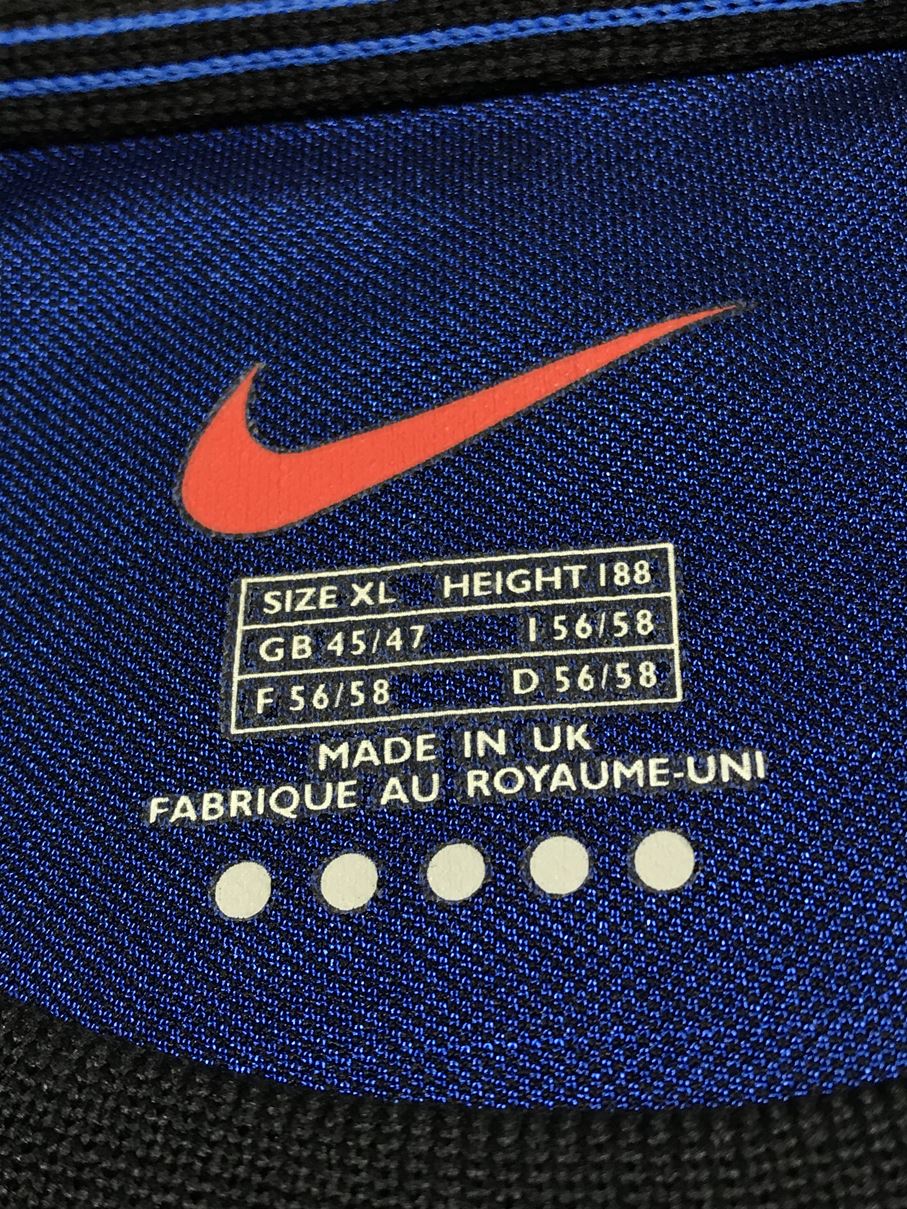 SIZE XL HEIGHT 188
GB 45/47 I 56/58
F 56/58 D 56/58
MADE IN UK
FABRIQUE AU ROYAUME-UNI